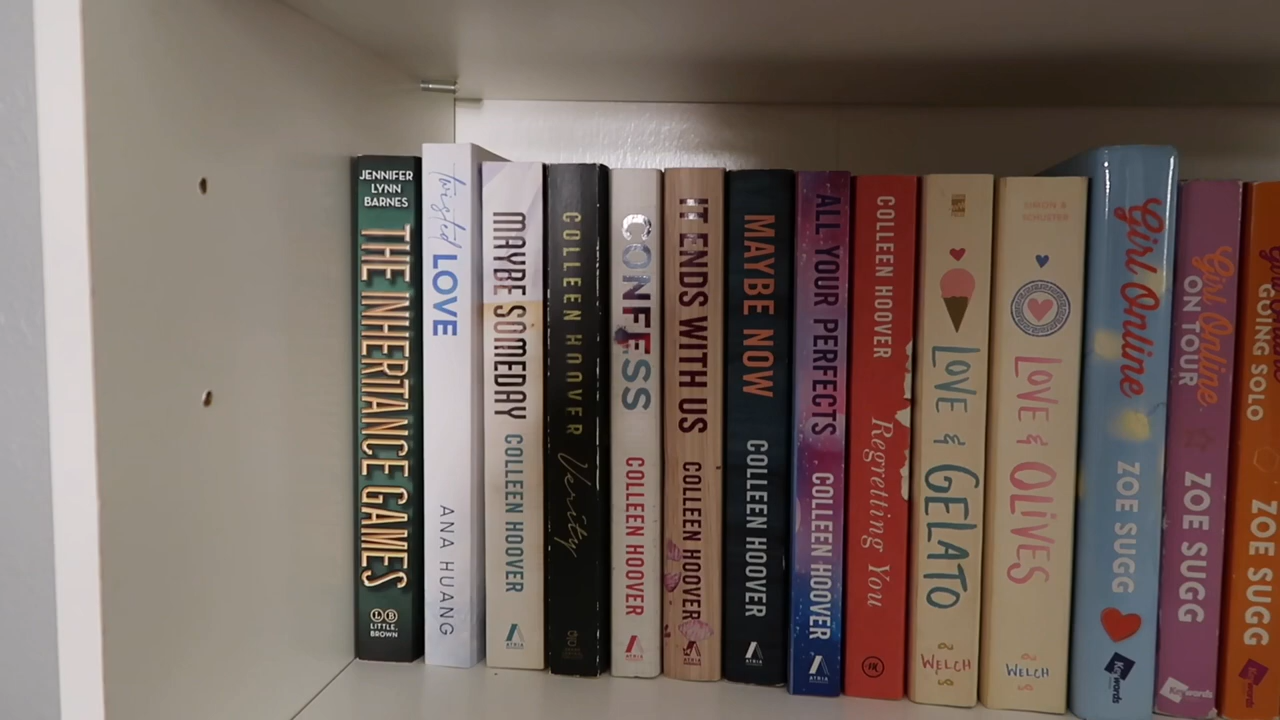 JENNIFER
LYNN
BARNES
THE INHERITANCE GAMES
LB
LITTLE,
BROWN
twisted LOVE
ANA HUANG
MAYBE SOMEDAY
COLLEEN HOOVER
ATRIA
COLLEEN HOOVER
Verity
CONFESS
COLLEEN HOOVER
ATRIA
IT ENDS WITH US
COLLEEN HOOVER
ATRIA
MAYBE NOW
COLLEEN HOOVER
ATRIA
ALL YOUR PERFECTS
COLLEEN HOOVER
ATRIA
COLLEEN HOOVER
Regretting You
LOVE & GELATO
WELCH
SIMON &
SCHUSTER
LOVE & OLIVES
WELCH
Girl Online
ZOE SUGG
Keywords
Girl Online
ON TOUR
ZOE SUGG
Keywords
GOING SOLO
ZOE SUGG